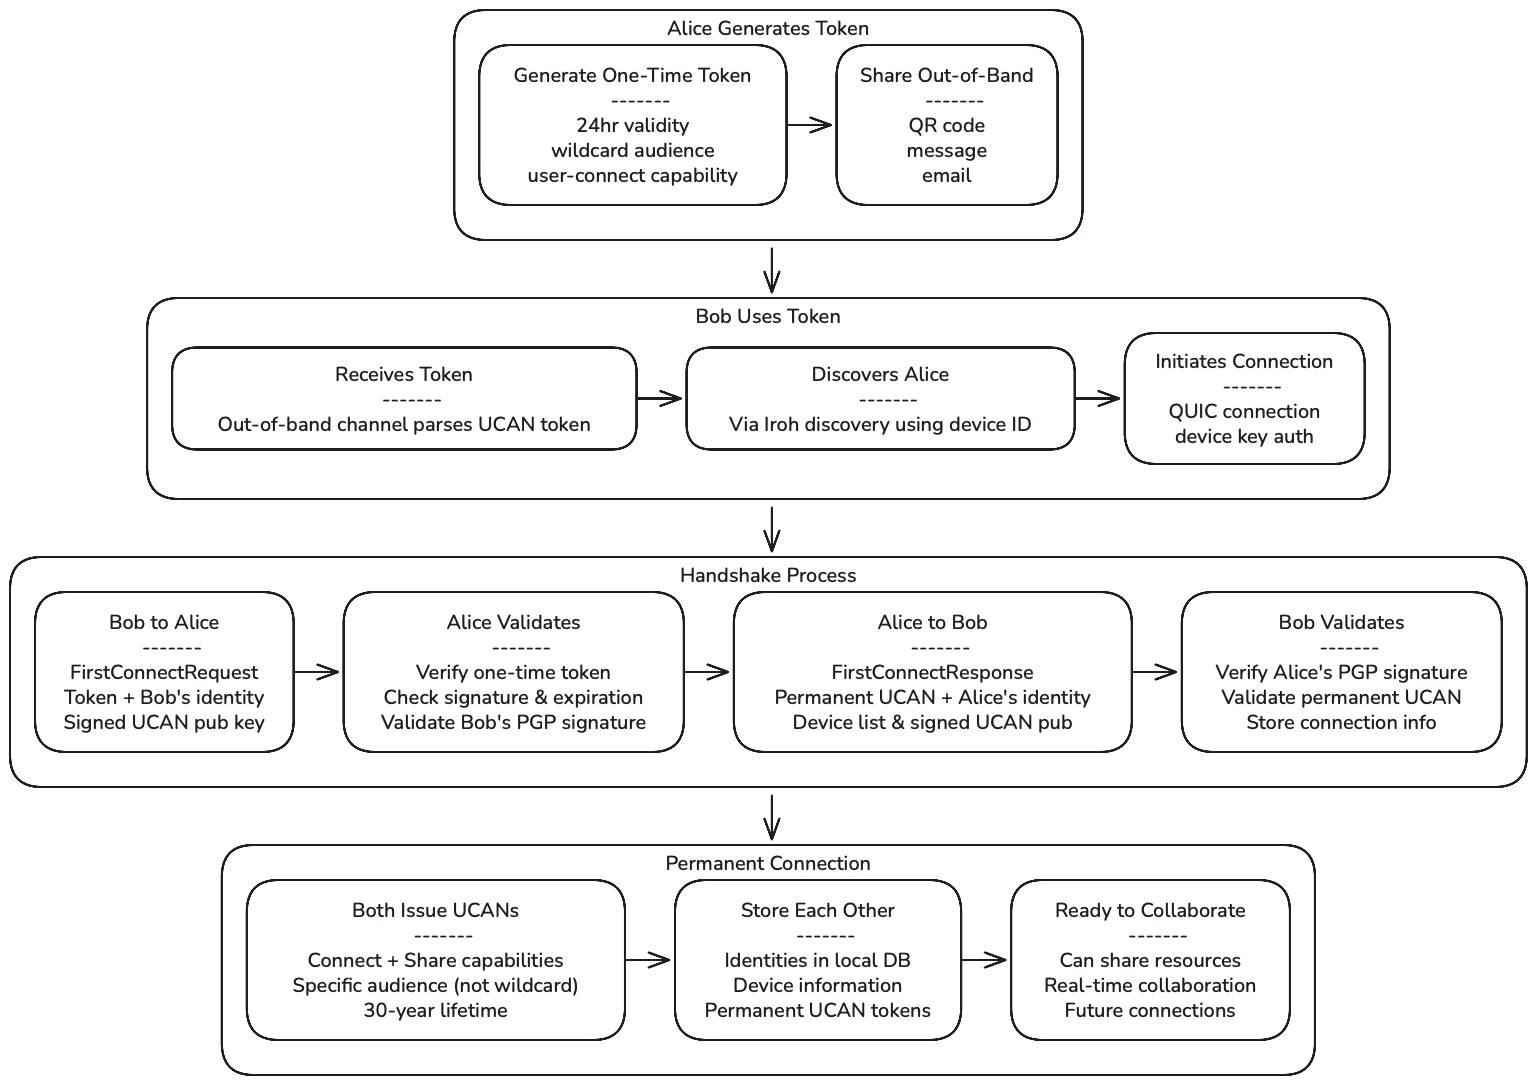 Alice Generates Token
Generate One-Time Token
-------
24hr validity
wildcard audience
user-connect capability
Share Out-of-Band
-------
QR code
message
email
Bob Uses Token
Receives Token
-------
Out-of-band channel parses UCAN token
Discovers Alice
-------
Via Iroh discovery using device ID
Initiates Connection
-------
QUIC connection
device key auth
Handshake Process
Bob to Alice
-------
FirstConnectRequest
Token + Bob's identity
Signed UCAN pub key
Alice Validates
-------
Verify one-time token
Check signature & expiration
Validate Bob's PGP signature
Alice to Bob
-------
FirstConnectResponse
Permanent UCAN + Alice's identity
Device list & signed UCAN pub
Bob Validates
-------
Verify Alice's PGP signature
Validate permanent UCAN
Store connection info
Permanent Connection
Both Issue UCANs
-------
Connect + Share capabilities
Specific audience (not wildcard)
30-year lifetime
Store Each Other
-------
Identities in local DB
Device information
Permanent UCAN tokens
Ready to Collaborate
-------
Can share resources
Real-time collaboration
Future connections